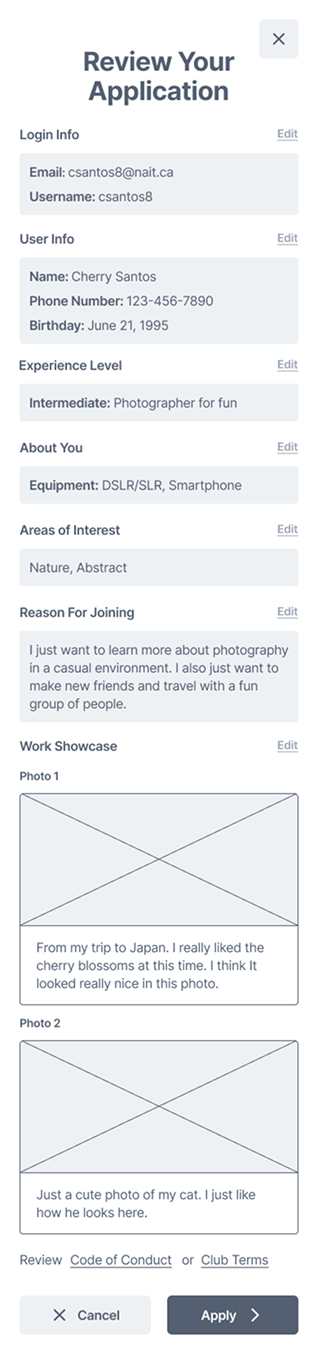 Review Your
Application
Login Info
Edit
Email: csantos8@nait.ca
Username: csantos8
User Info
Edit
Name: Cherry Santos
Phone Number: 123-456-7890
Birthday: June 21, 1995
Experience Level
Edit
Intermediate: Photographer for fun
About You
Edit
Equipment: DSLR/SLR, Smartphone
Areas of Interest
Edit
Nature, Abstract
Reason For Joining
Edit
I just want to learn more about photography
in a casual environment. I also just want to
make new friends and travel with a fun
group of people.
Work Showcase
Edit
Photo 1
From my trip to Japan. I really liked the
cherry blossoms at this time. I think It
looked really nice in this photo.
Photo 2
Just a cute photo of my cat. I just like
how he looks here.
Review Code of Conduct or Club Terms
Cancel
Apply